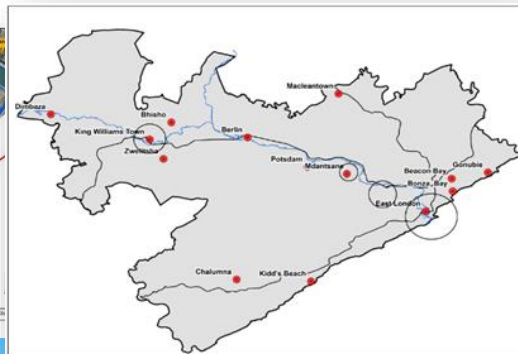 Macleantown
Dimbaza
Bhisho
King Williams Town
Berlin
Zwelitsha
Potsdam
Mdantsane
Beacon Bay
Gonubie
Bonza Bay
East London
Chalumna
Kidd's Beach